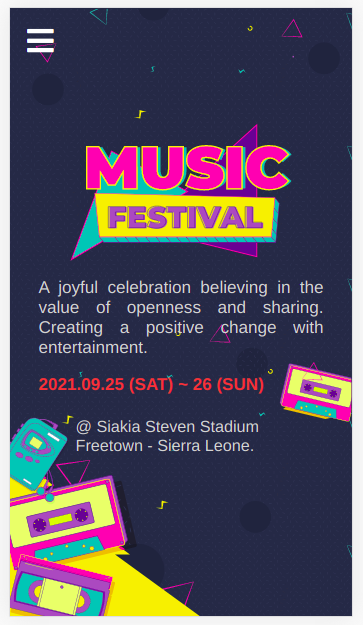 MUSIC
FESTIVAL
A joyful celebration believing in the
value of openness and sharing.
Creating a positive change with
entertainment.
2021.09.25 (SAT) ~ 26 (SUN)
@ Siakia Steven Stadium
Freetown - Sierra Leone.